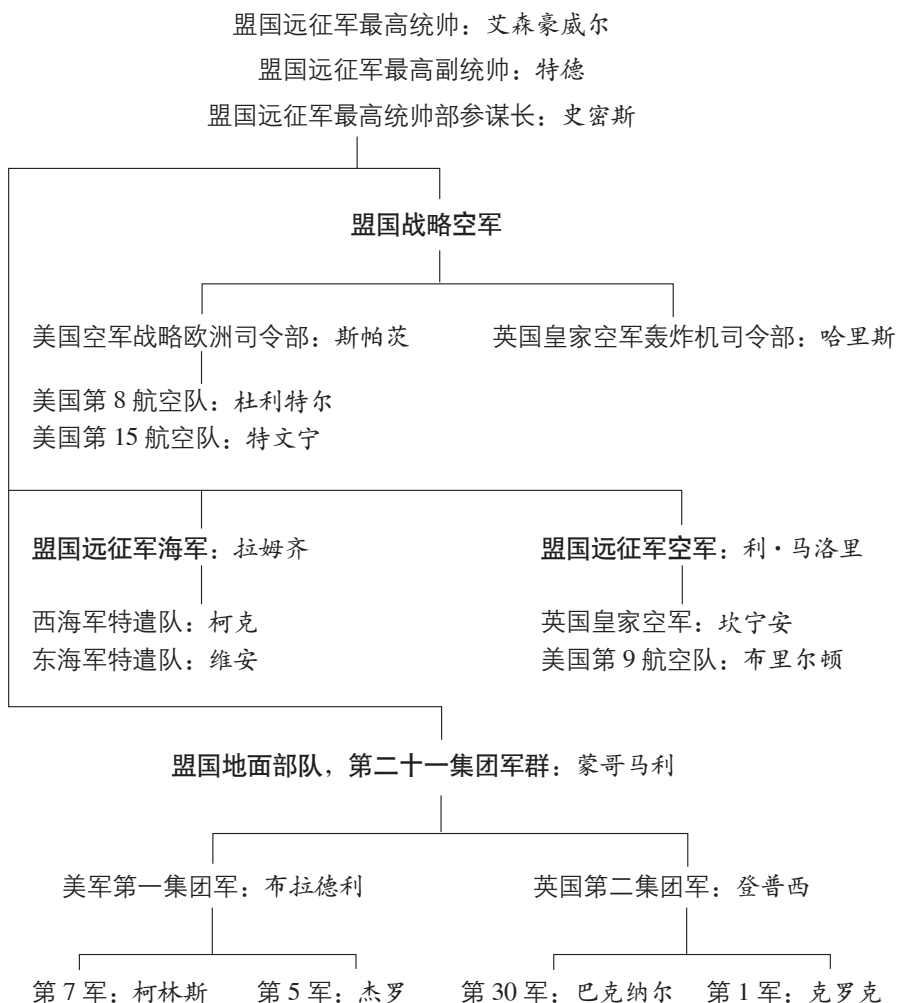 盟国远征军最高统帅：艾森豪威尔
盟国远征军最高副统帅：特德
盟国远征军最高统帅部参谋长：史密斯
盟国战略空军
美国空军战略欧洲司令部：斯帕茨
英国皇家空军轰炸机司令部：哈里斯
美国第 8 航空队：杜利特尔
美国第 15 航空队：特文宁
盟国远征军海军：拉姆齐
盟国远征军空军：利·马洛里
西海军特遣队：柯克
东海军特遣队：维安
英国皇家空军：坎宁安
美国第 9 航空队：布里尔顿
盟国地面部队，第二十一集团军群：蒙哥马利
美军第一集团军：布拉德利
英国第二集团军：登普西
第 7 军：柯林斯
第 5 军：杰罗
第 30 军：巴克纳尔
第 1 军：克罗克